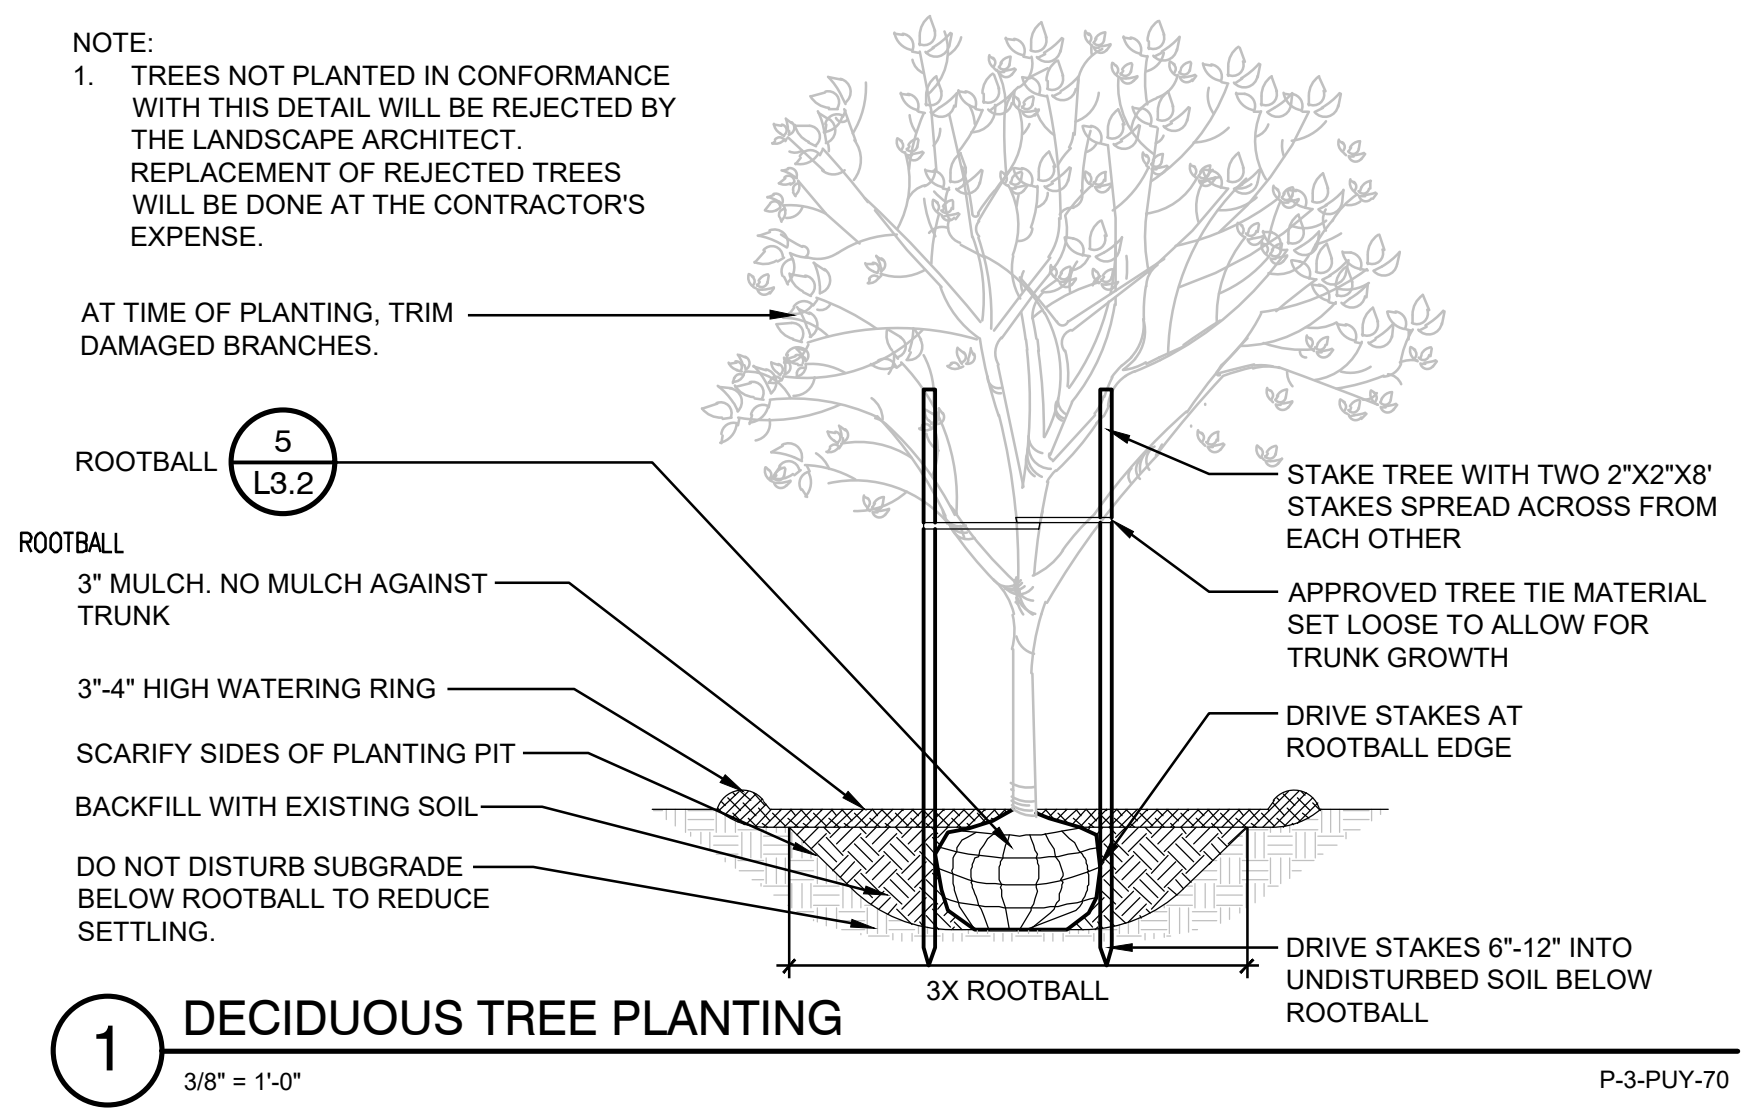 NOTE:
1. TREES NOT PLANTED IN CONFORMANCE
WITH THIS DETAIL WILL BE REJECTED BY
THE LANDSCAPE ARCHITECT.
REPLACEMENT OF REJECTED TREES
WILL BE DONE AT THE CONTRACTOR'S
EXPENSE.
AT TIME OF PLANTING, TRIM
DAMAGED BRANCHES.
ROOTBALL
5
L3.2
ROOTBALL
3" MULCH. NO MULCH AGAINST
TRUNK
3"-4" HIGH WATERING RING
SCARIFY SIDES OF PLANTING PIT
BACKFILL WITH EXISTING SOIL
DO NOT DISTURB SUBGRADE
BELOW ROOTBALL TO REDUCE
SETTLING.
STAKE TREE WITH TWO 2"X2"X8'
STAKES SPREAD ACROSS FROM
EACH OTHER
APPROVED TREE TIE MATERIAL
SET LOOSE TO ALLOW FOR
TRUNK GROWTH
DRIVE STAKES AT
ROOTBALL EDGE
DRIVE STAKES 6"-12" INTO
UNDISTURBED SOIL BELOW
ROOTBALL
3X ROOTBALL
1
DECIDUOUS TREE PLANTING
3/8" = 1'-0"
P-3-PUY-70